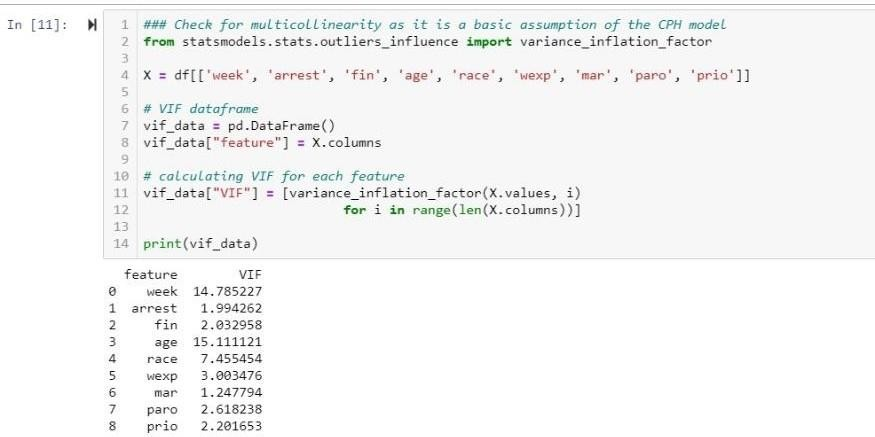 In [11]:
1 ### Check for multicollinearity as it is a basic assumption of the CPH model
2 from statsmodels.stats.outliers_influence import variance_inflation_factor
3
4 X = df[['week', 'arrest', 'fin', 'age', 'race', 'wexp', 'mar', 'paro', 'prio']]
5
6 # VIF dataframe
7 vif_data = pd.DataFrame()
8 vif_data["feature"] = X.columns
9
10 # calculating VIF for each feature
11 vif_data["VIF"] = [variance_inflation_factor(X.values, i)
12 for i in range(len(X.columns))]
13
14 print(vif_data)
feature VIF
0 week 14.785227
1 arrest 1.994262
2 fin 2.032958
3 age 15.111121
4 race 7.455454
5 wexp 3.003476
6 mar 1.247794
7 paro 2.618238
8 prio 2.201653